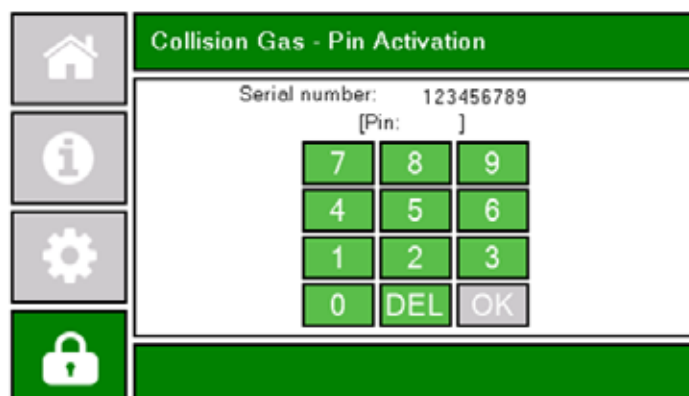 Collision Gas - Pin Activation
Serial number: 123456789
[Pin: ]
7 8 9
4 5 6
1 2 3
0 DEL OK